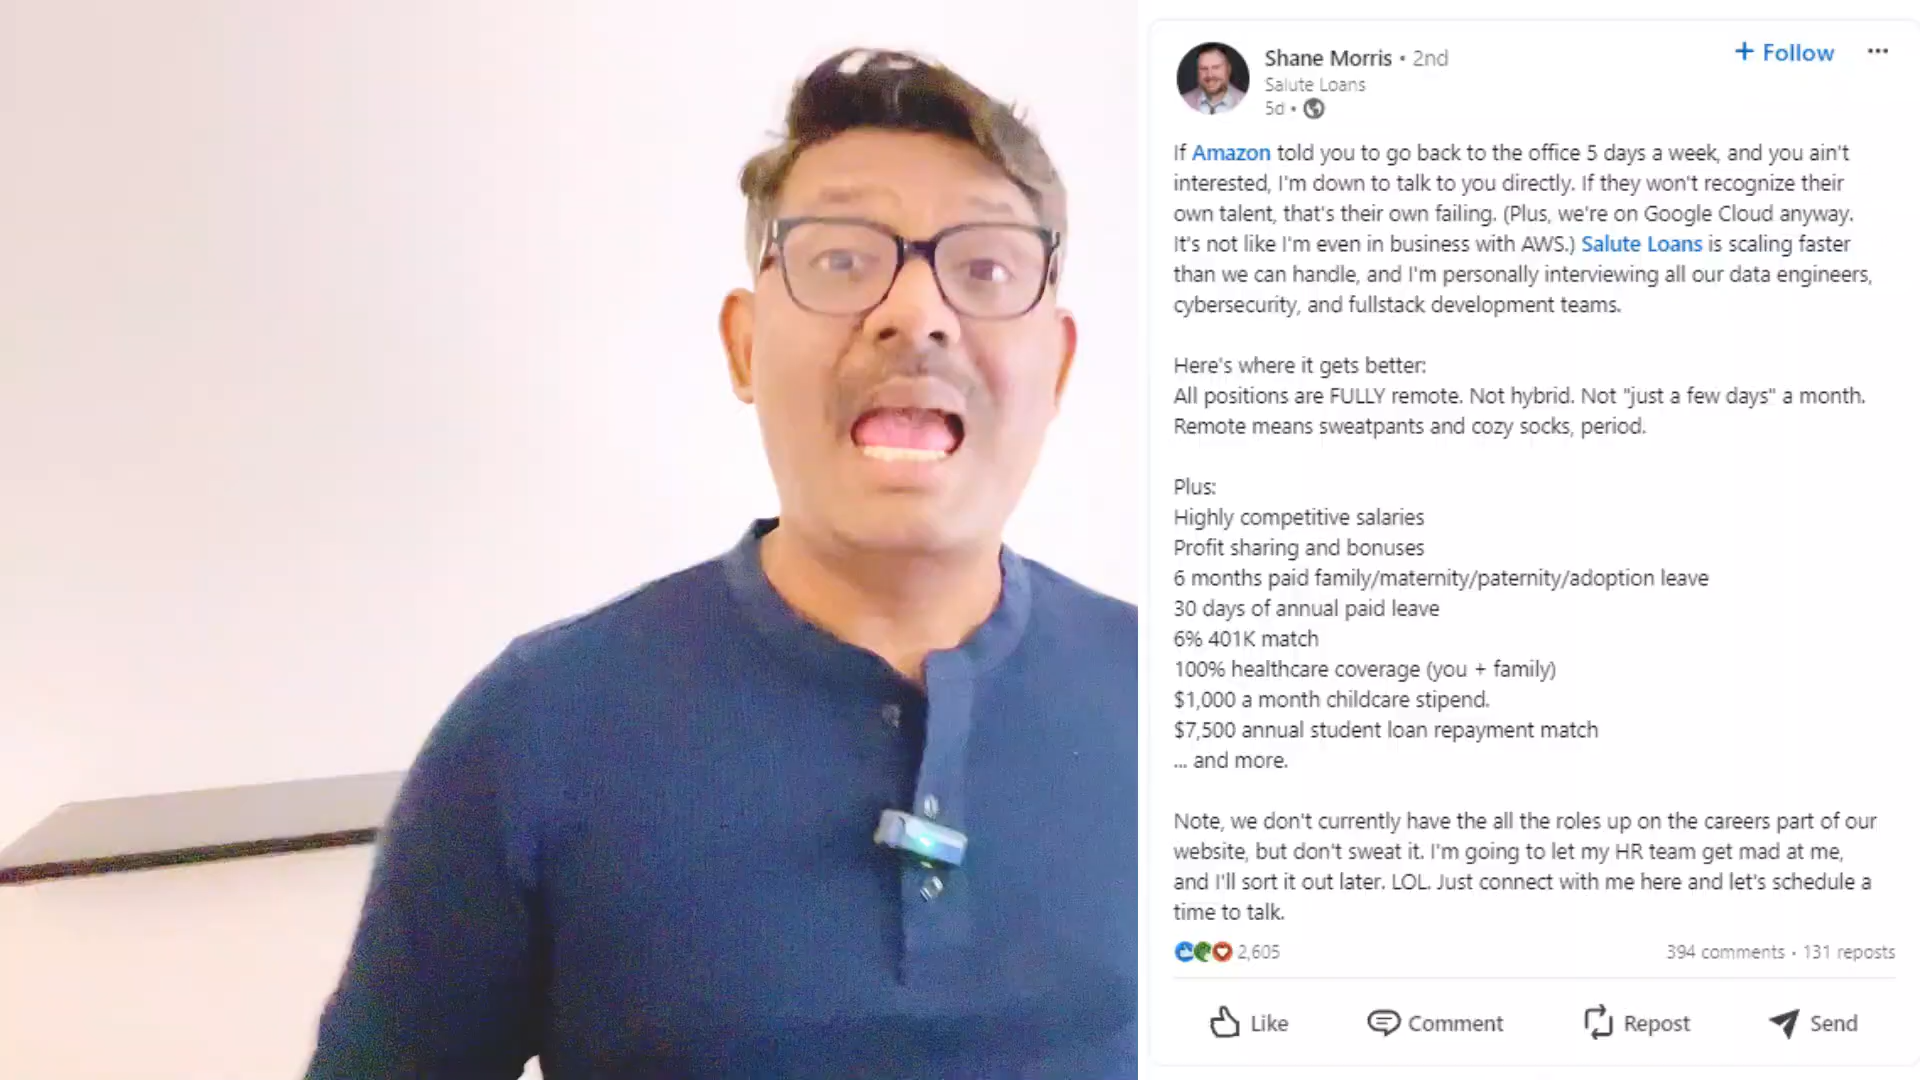 Shane Morris • 2nd
+ Follow
Salute Loans
5d •
If Amazon told you to go back to the office 5 days a week, and you ain't
interested, I'm down to talk to you directly. If they won't recognize their
own talent, that's their own failing. (Plus, we're on Google Cloud anyway.
It's not like I'm even in business with AWS.) Salute Loans is scaling faster
than we can handle, and I'm personally interviewing all our data engineers,
cybersecurity, and fullstack development teams.
Here's where it gets better:
All positions are FULLY remote. Not hybrid. Not "just a few days" a month.
Remote means sweatpants and cozy socks, period.
Plus:
Highly competitive salaries
Profit sharing and bonuses
6 months paid family/maternity/paternity/adoption leave
30 days of annual paid leave
6% 401K match
100% healthcare coverage (you + family)
$1,000 a month childcare stipend.
$7,500 annual student loan repayment match
... and more.
Note, we don't currently have the all the roles up on the careers part of our
website, but don't sweat it. I'm going to let my HR team get mad at me,
and I'll sort it out later. LOL. Just connect with me here and let's schedule a
time to talk.
2,605
394 comments • 131 reposts
Like
Comment
Repost
Send